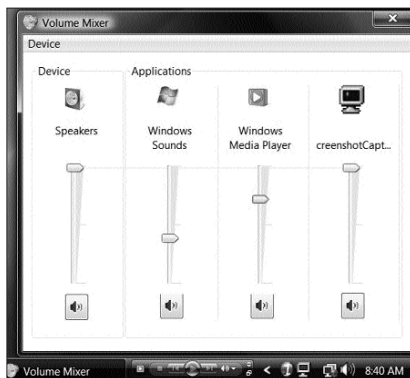 Volume Mixer
Device
Device
Applications
Speakers
Windows
Sounds
Windows
Media Player
creenshotCapt...
Volume Mixer
8:40 AM